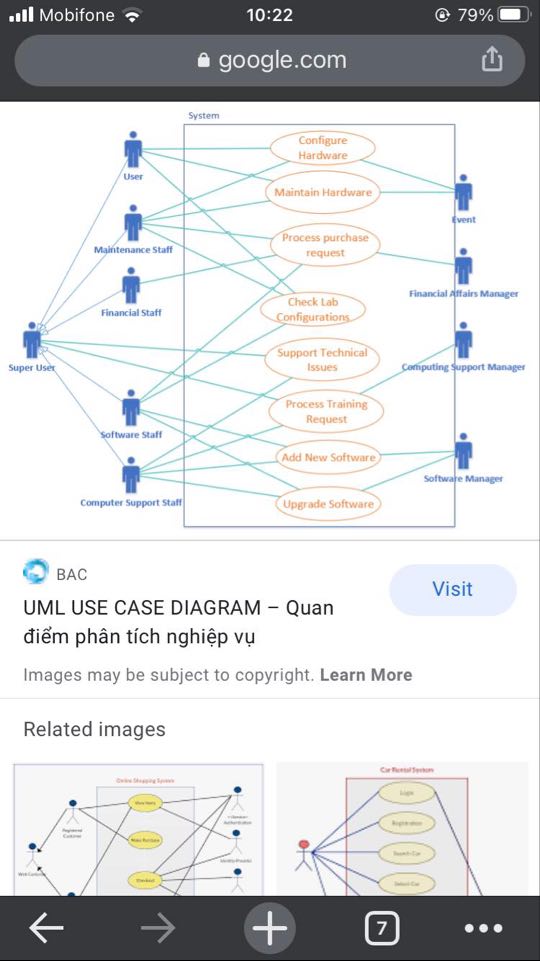 Mobifone
10:22
79%
google.com
System
User
Maintenance Staff
Financial Staff
Super User
Software Staff
Computer Support Staff
Configure
Hardware
Maintain Hardware
Process purchase
request
Check Lab
Configurations
Support Technical
Issues
Process Training
Request
Add New Software
Upgrade Software
Event
Financial Affairs Manager
Computing Support Manager
Software Manager
BAC
Visit
UML USE CASE DIAGRAM – Quan
điểm phân tích nghiệp vụ
Images may be subject to copyright. Learn More
Related images
Online Shopping System
View Items
Make Purchase
Checkout
Registered
Customer
Web Customer
Authentication
Identity Provider
Car Rental System
Login
Registration
Search Car
Select Car
7